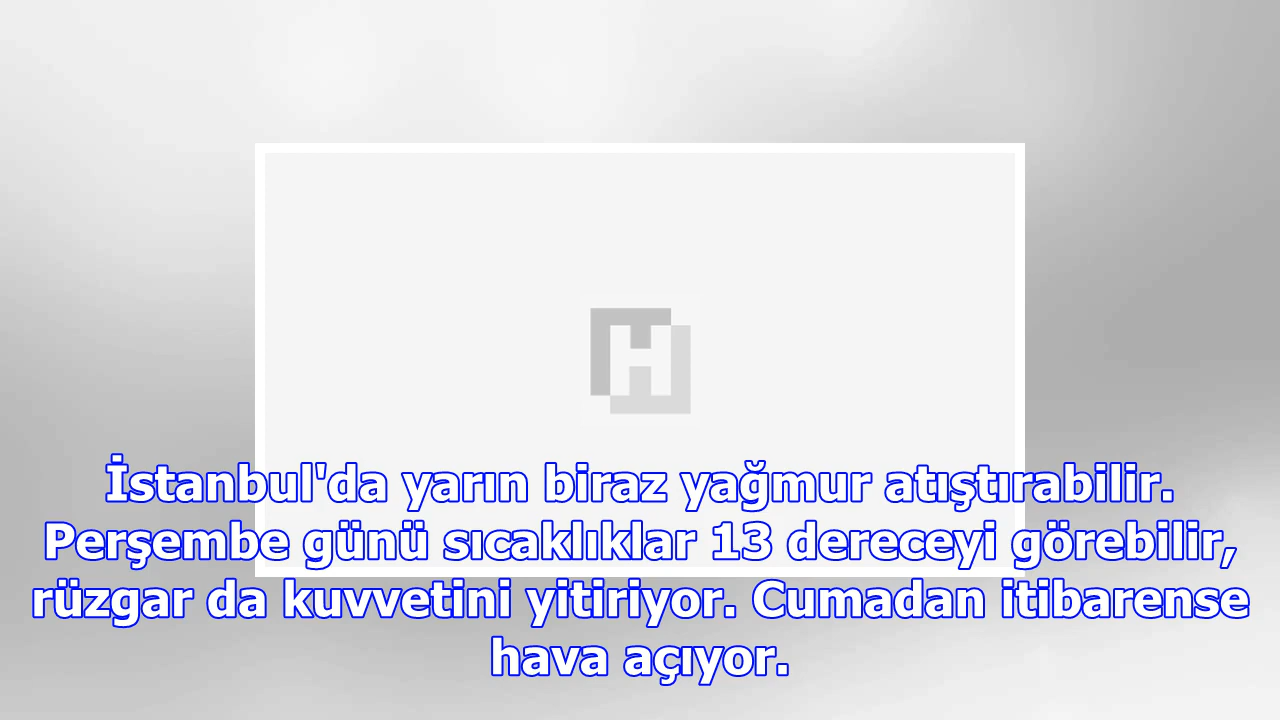 İstanbul'da yarın biraz yağmur atıştırabilir.
Perşembe günü sıcaklıklar 13 dereceyi görebilir,
rüzgar da kuvvetini yitiriyor. Cumadan itibarense
hava açıyor.